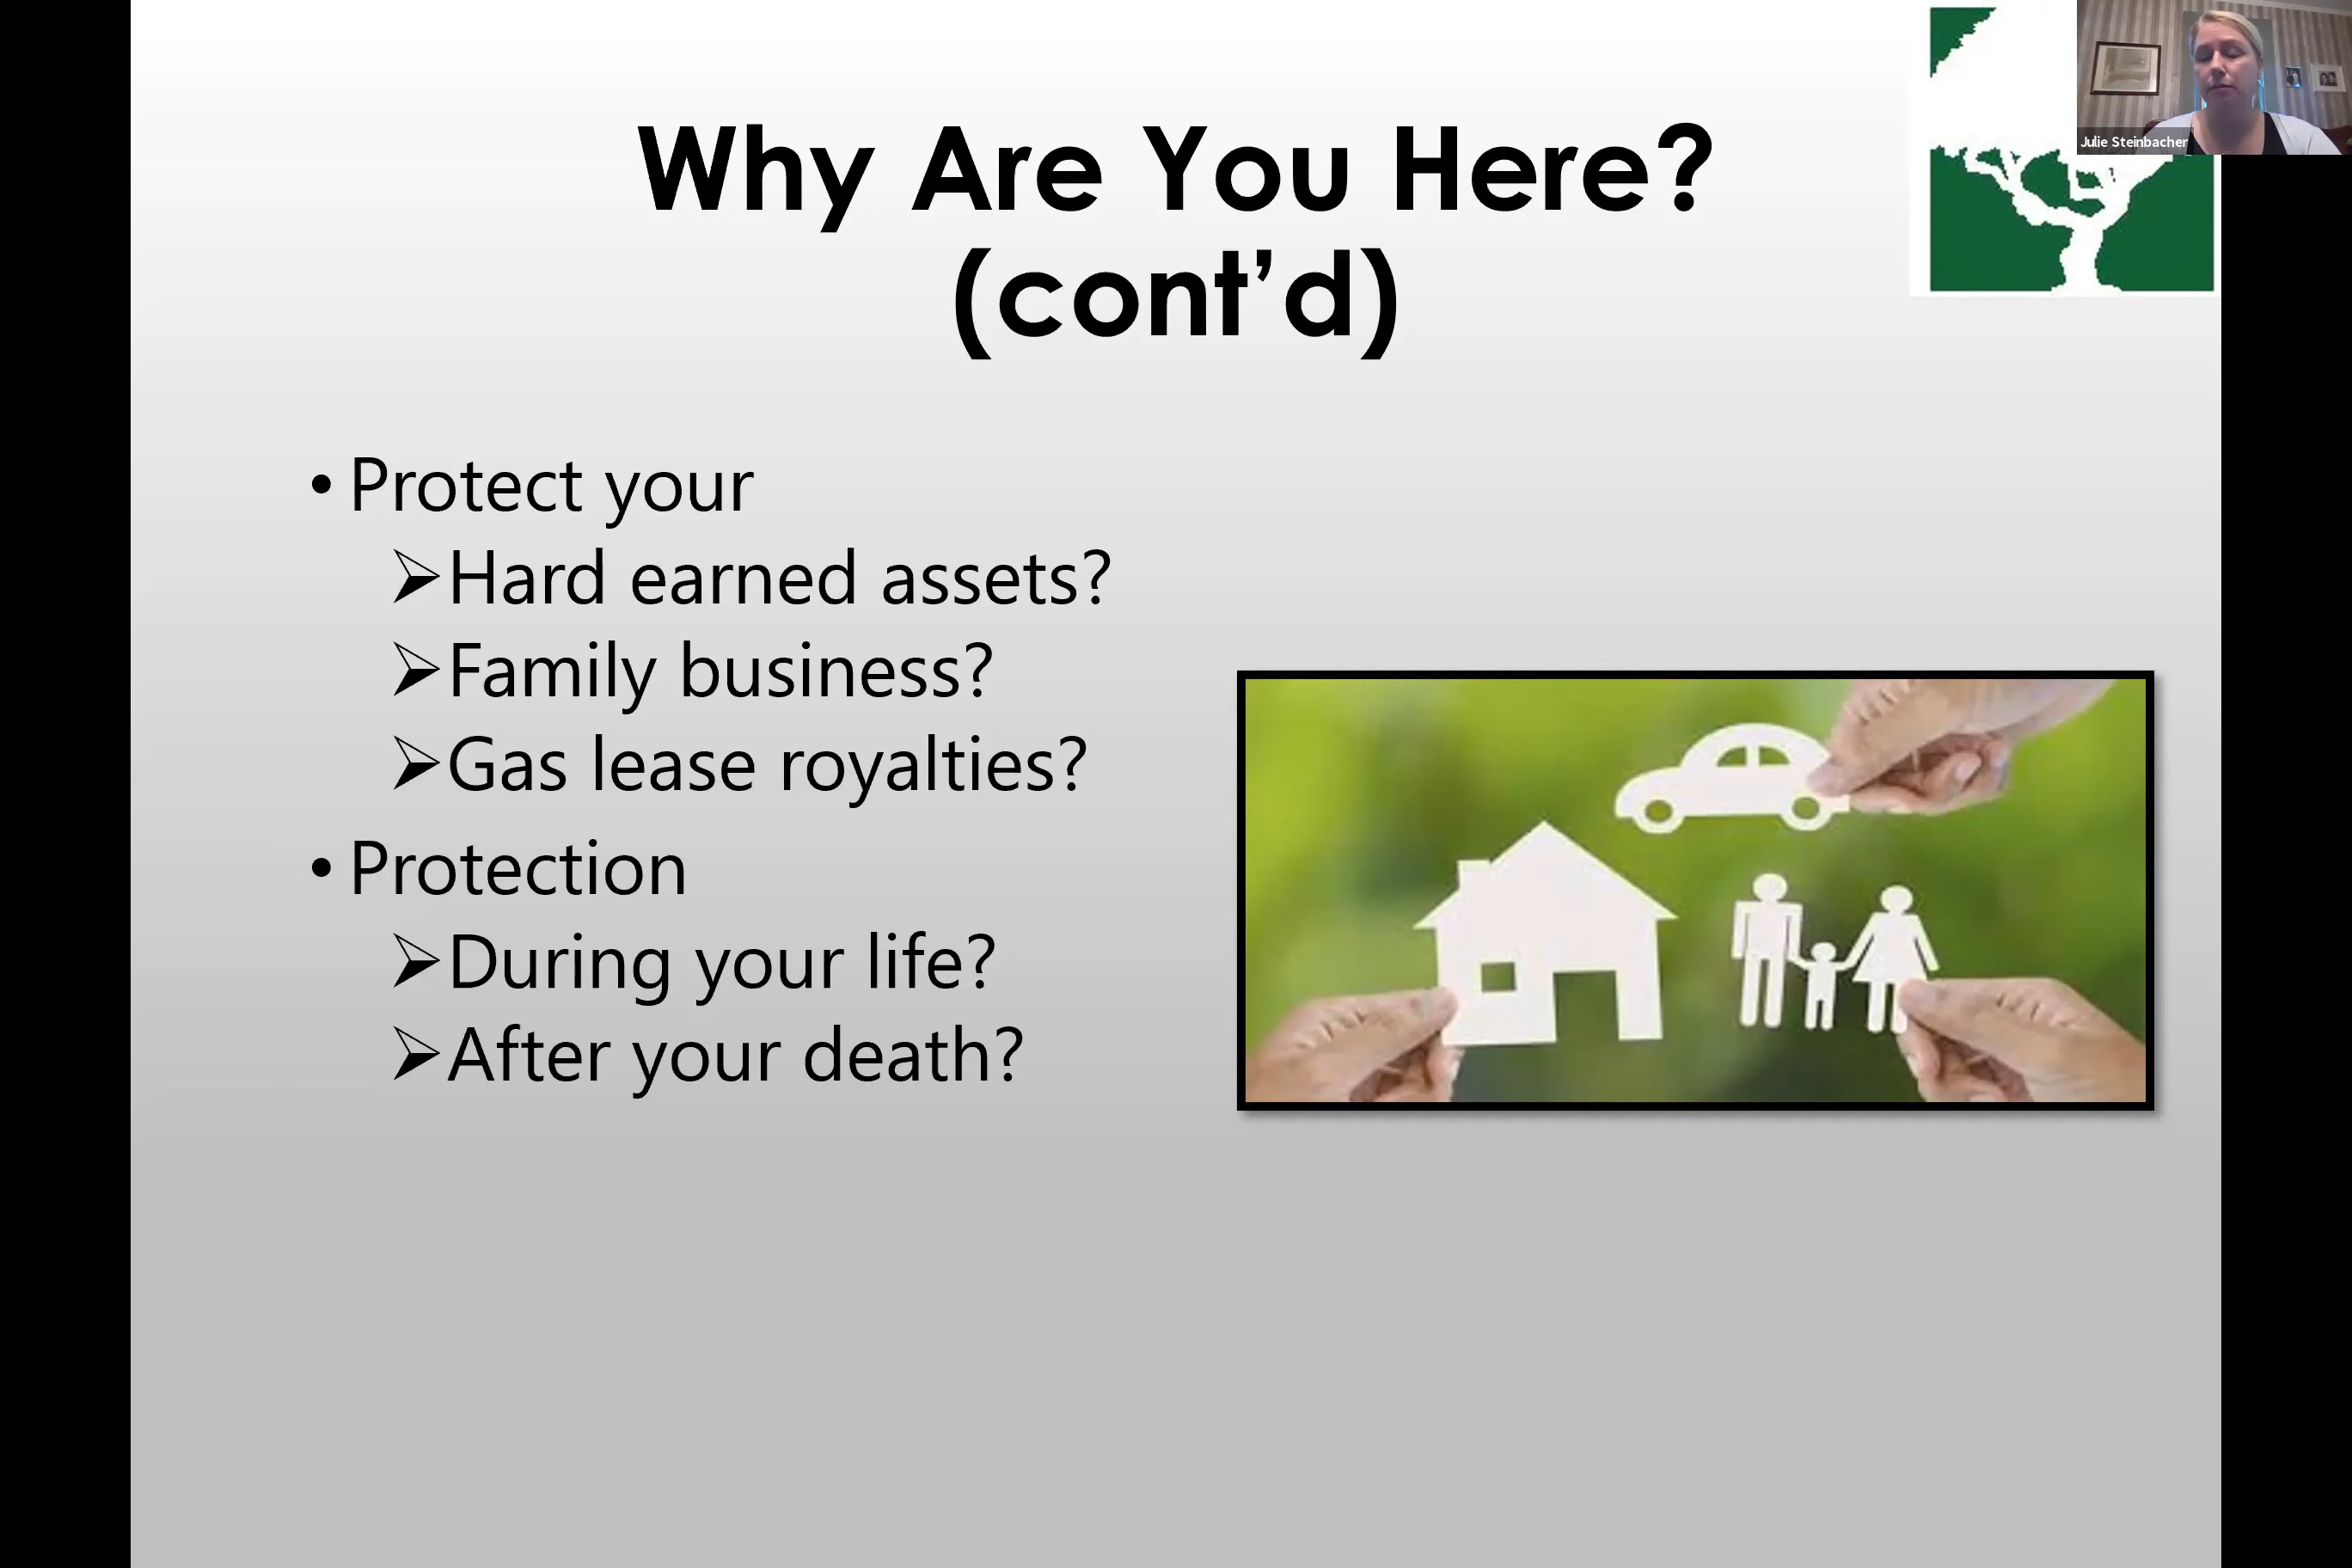 Why Are You Here?
(cont’d)
Julie Steinbacher
• Protect your
➢Hard earned assets?
➢Family business?
➢Gas lease royalties?
• Protection
➢During your life?
➢After your death?